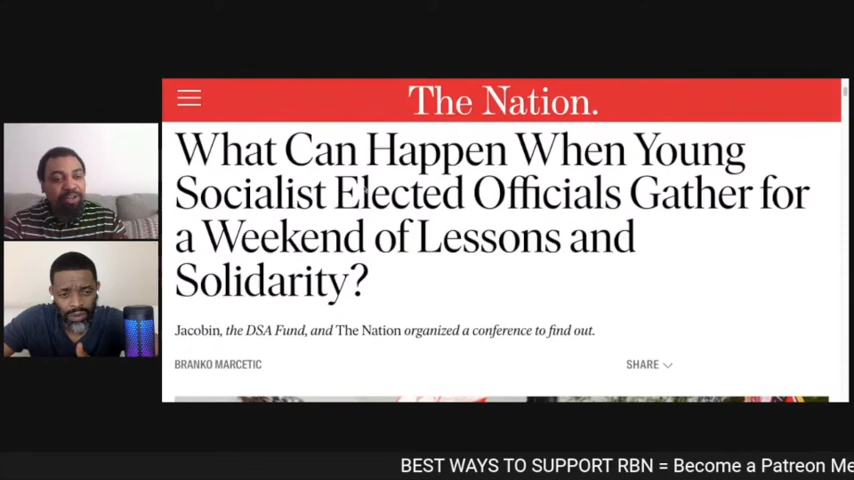 The Nation.
What Can Happen When Young
Socialist Elected Officials Gather for
a Weekend of Lessons and
Solidarity?
Jacobin, the DSA Fund, and The Nation organized a conference to find out.
BRANKO MARCETIC
SHARE
BEST WAYS TO SUPPORT RBN = Become a Patreon Me